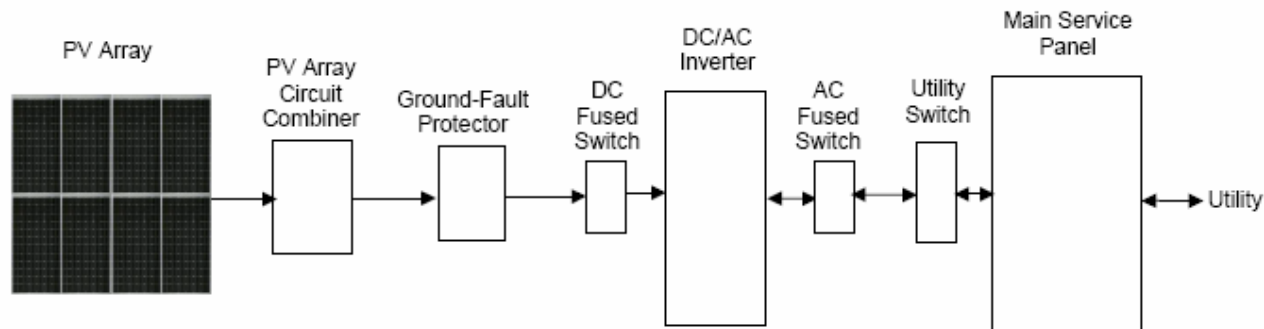 PV Array
PV Array
Circuit
Combiner
Ground-Fault
Protector
DC
Fused
Switch
DC/AC
Inverter
AC
Fused
Switch
Utility
Switch
Main Service
Panel
Utility